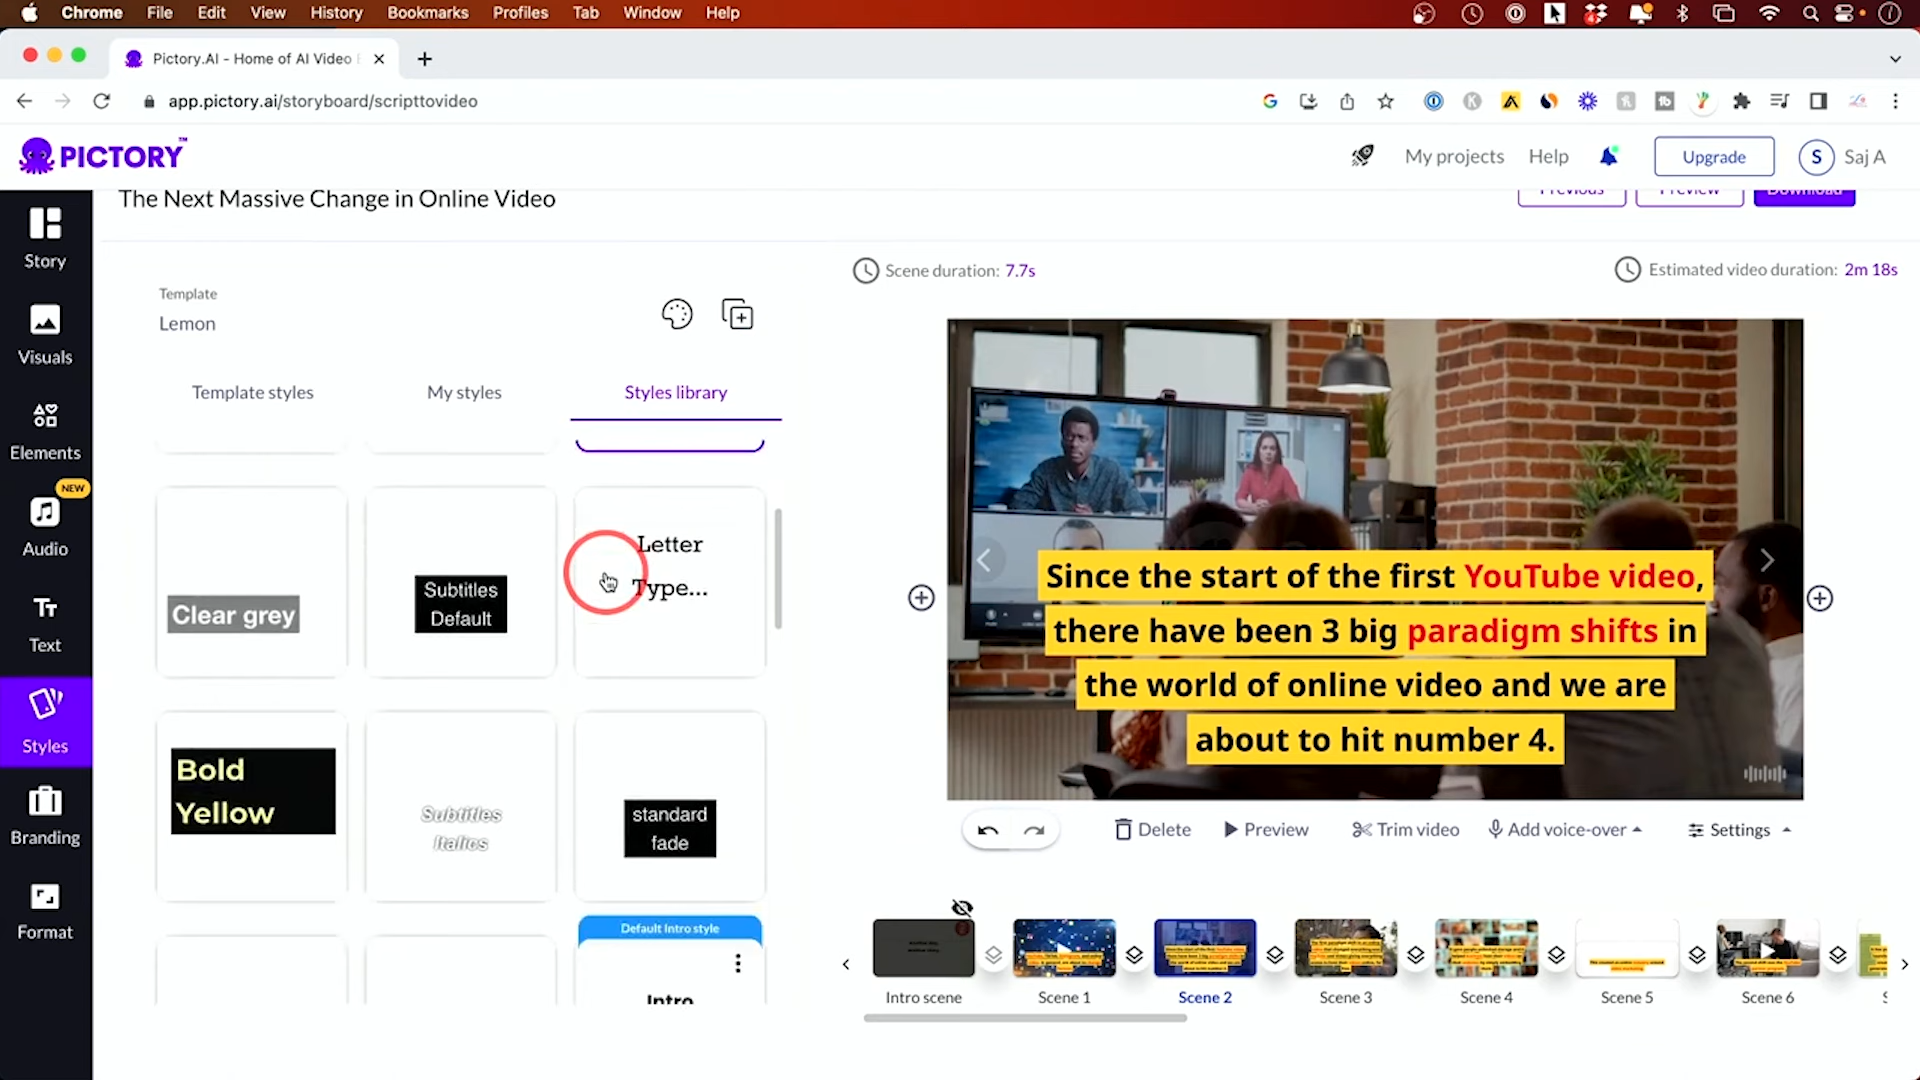 Chrome File Edit View History Bookmarks Profiles Tab Window Help
Pictory.AI - Home of AI Video
app.pictory.ai/storyboard/scripttovideo
PICTORY™
My projects Help Upgrade S Saj A
The Next Massive Change in Online Video
Previous Preview Download
Story
Visuals
Elements
NEW
Audio
Text
Styles
Branding
Format
Template
Lemon
Template styles My styles Styles library
Clear grey
Subtitles
Default
Letter
Type...
Bold
Yellow
Subtitles
Italics
standard
fade
Default Intro style
Intro
Scene duration: 7.7s
Estimated video duration: 2m 18s
Since the start of the first YouTube video,
there have been 3 big paradigm shifts in
the world of online video and we are
about to hit number 4.
Delete Preview Trim video Add voice-over Settings
Intro scene Scene 1 Scene 2 Scene 3 Scene 4 Scene 5 Scene 6